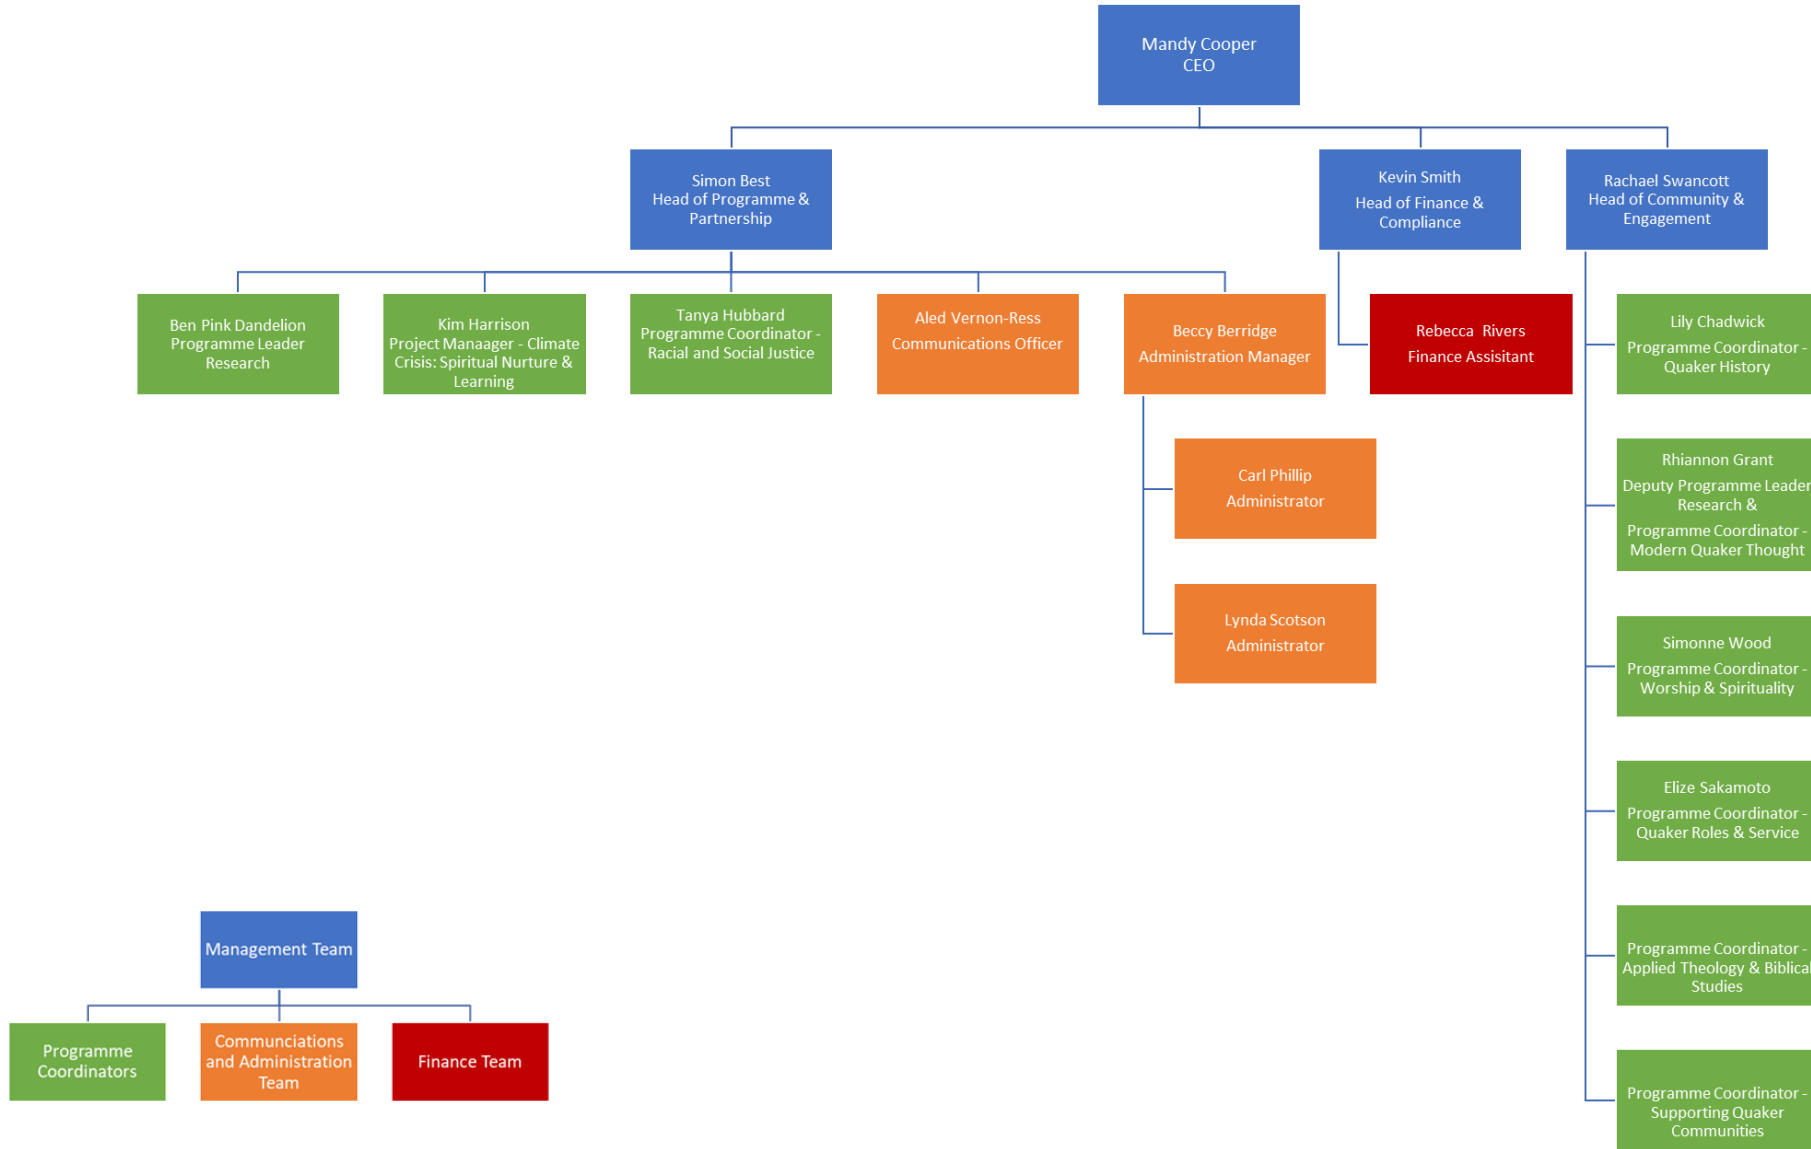 Mandy Cooper
CEO
Simon Best
Head of Programme &
Partnership
Kevin Smith
Head of Finance &
Compliance
Rachael Swancott
Head of Community &
Engagement
Ben Pink Dandelion
Programme Leader
Research
Kim Harrison
Project Manaager - Climate
Crisis: Spiritual Nurture &
Learning
Tanya Hubbard
Programme Coordinator -
Racial and Social Justice
Aled Vernon-Ress
Communications Officer
Beccy Berridge
Administration Manager
Rebecca Rivers
Finance Assisitant
Lily Chadwick
Programme Coordinator -
Quaker History
Carl Phillip
Administrator
Rhiannon Grant
Deputy Programme Leader
Research &
Programme Coordinator -
Modern Quaker Thought
Lynda Scotson
Administrator
Simonne Wood
Programme Coordinator -
Worship & Spirituality
Elize Sakamoto
Programme Coordinator -
Quaker Roles & Service
Programme Coordinator -
Applied Theology & Biblical
Studies
Programme Coordinator -
Supporting Quaker
Communities
Management Team
Programme
Coordinators
Communciations
and Administration
Team
Finance Team